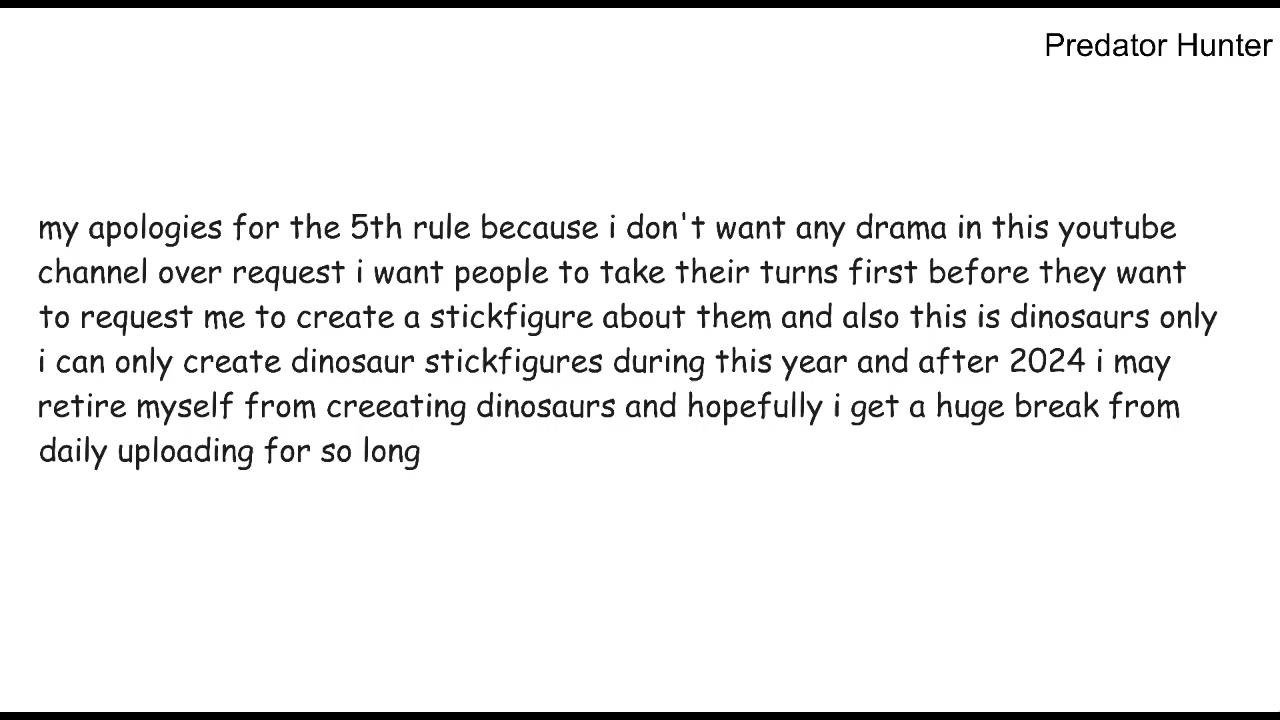 Predator Hunter
my apologies for the 5th rule because i don't want any drama in this youtube
channel over request i want people to take their turns first before they want
to request me to create a stickfigure about them and also this is dinosaurs only
i can only create dinosaur stickfigures during this year and after 2024 i may
retire myself from creeating dinosaurs and hopefully i get a huge break from
daily uploading for so long